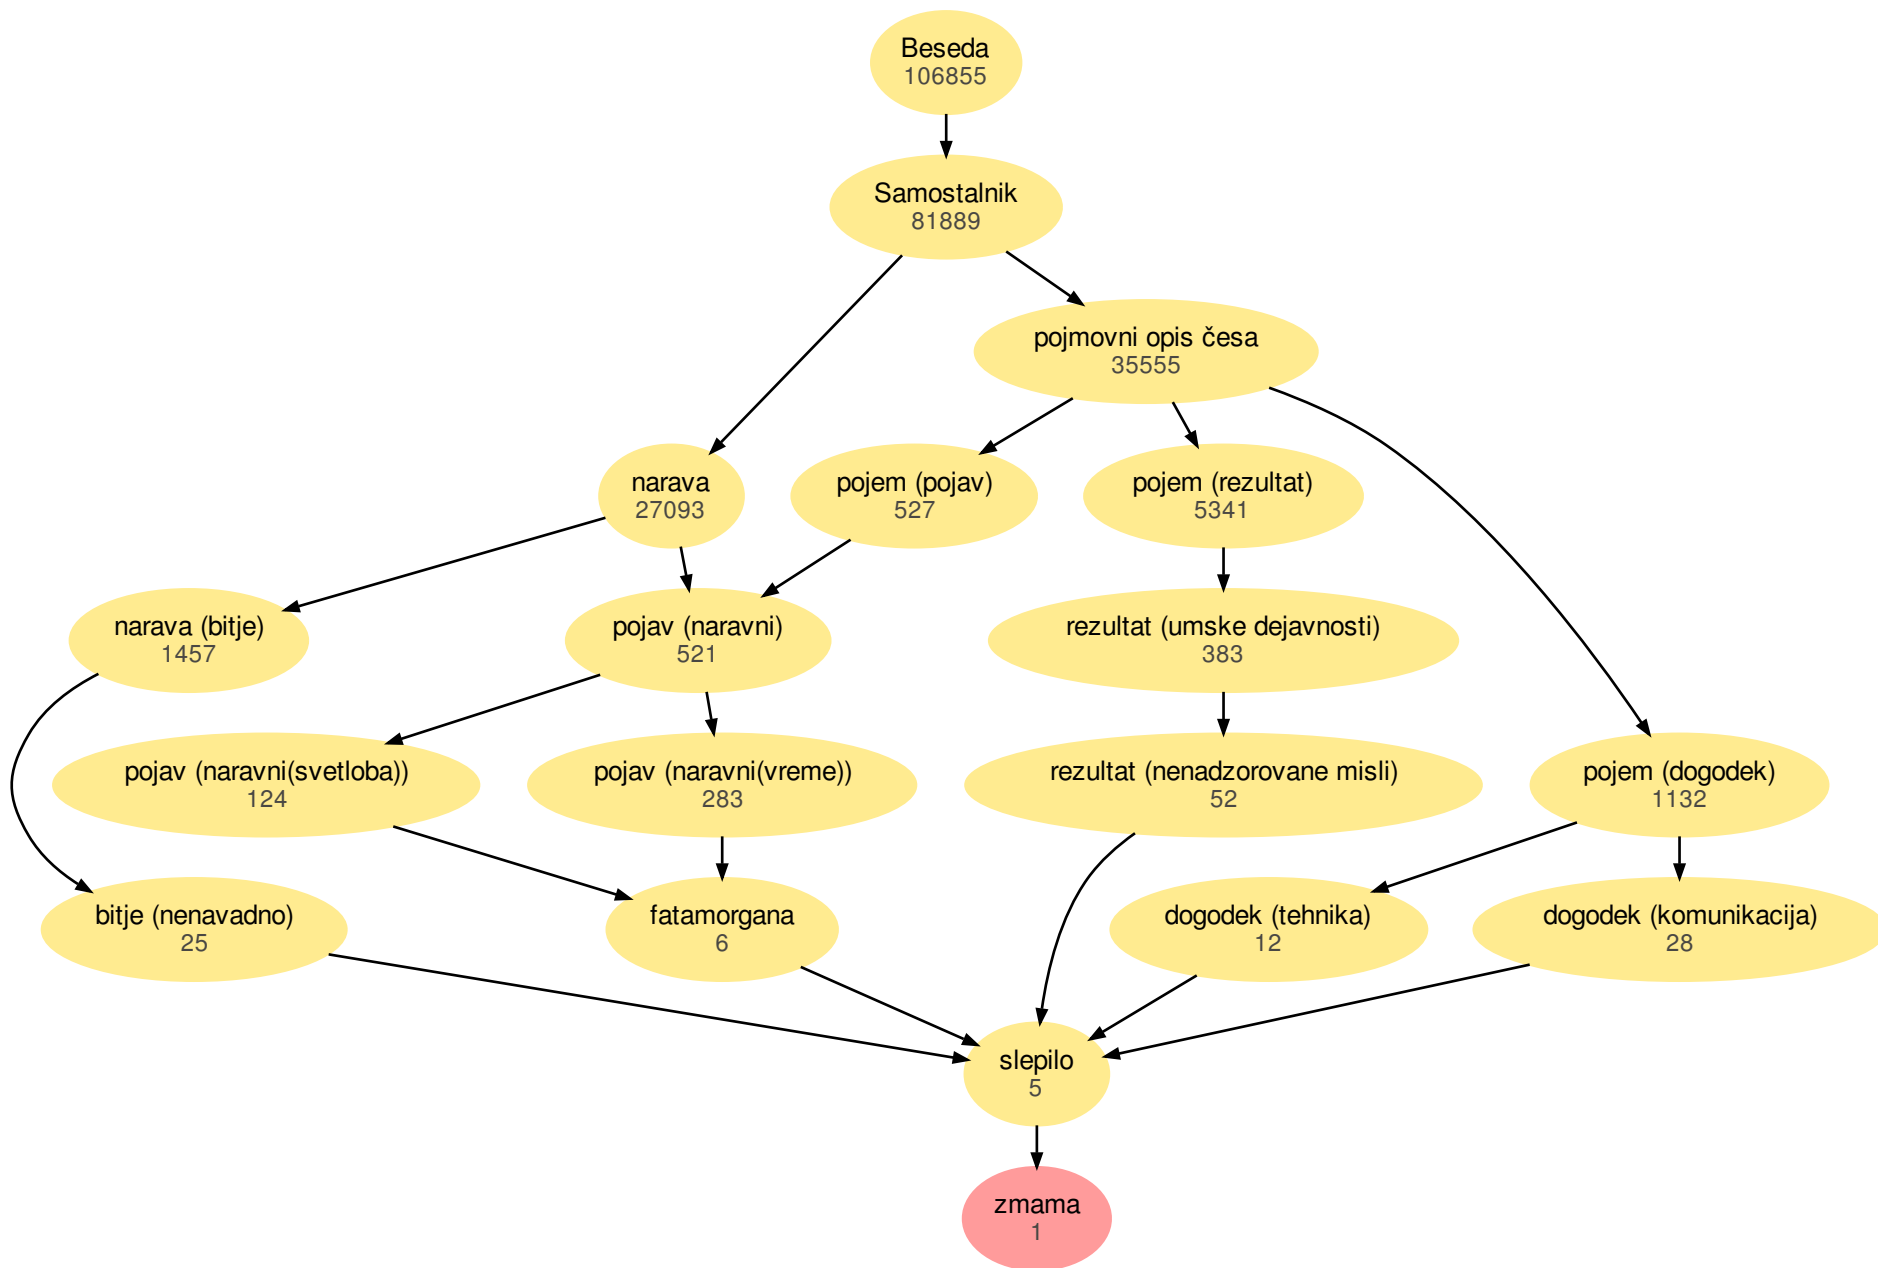 Beseda
106855
Samostalnik
81889
pojmovni opis česa
35555
narava
27093
pojem (pojav)
527
pojem (rezultat)
5341
narava (bitje)
1457
pojav (naravni)
521
rezultat (umske dejavnosti)
383
pojav (naravni(svetloba))
124
pojav (naravni(vreme))
283
rezultat (nenadzorovane misli)
52
pojem (dogodek)
1132
bitje (nenavadno)
25
fatamorgana
6
dogodek (tehnika)
12
dogodek (komunikacija)
28
slepilo
5
zmama
1